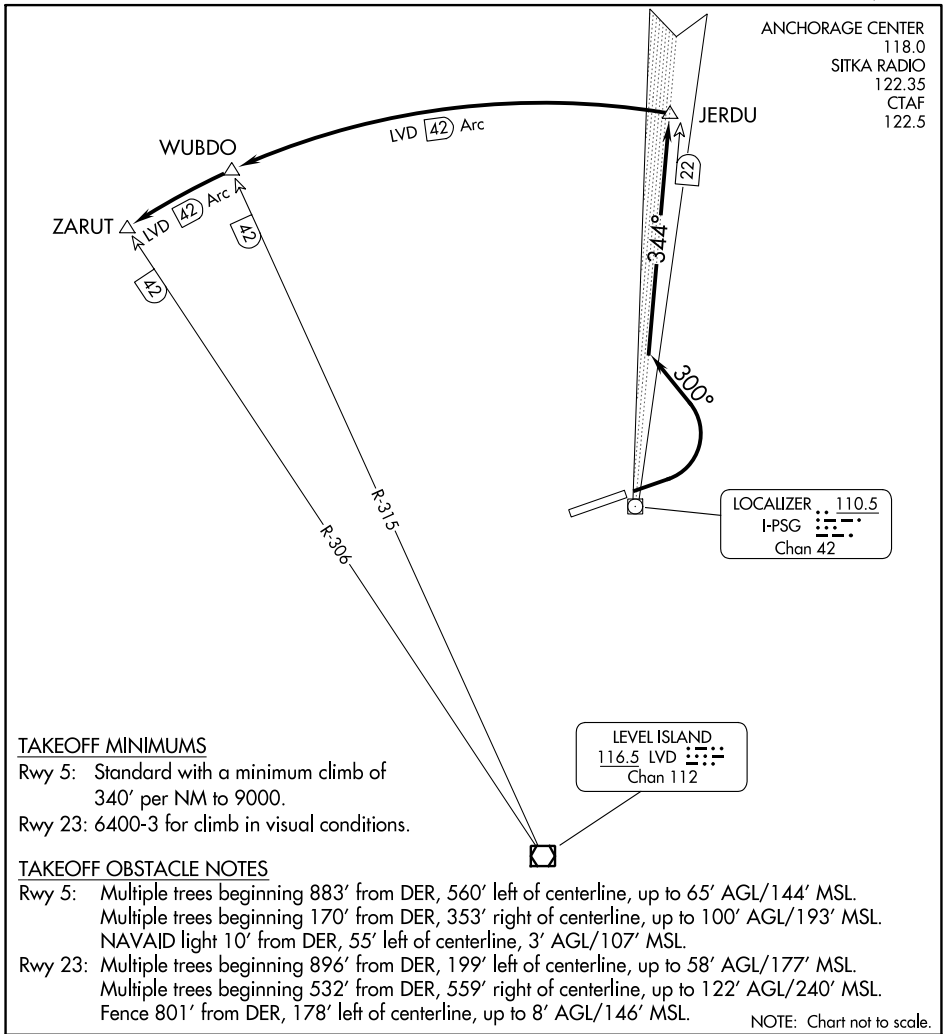 ANCHORAGE CENTER
118.0
SITKA RADIO
122.35
CTAF
122.5
JERDU
LVD 42 Arc
WUBDO
22
ZARUT
LVD 42 Arc
42
42
344°
300°
R-315
R-306
LOCALIZER 110.5
I-PSG
Chan 42
LEVEL ISLAND
116.5 LVD
Chan 112
TAKEOFF MINIMUMS
Rwy 5: Standard with a minimum climb of
340' per NM to 9000.
Rwy 23: 6400-3 for climb in visual conditions.
TAKEOFF OBSTACLE NOTES
Rwy 5: Multiple trees beginning 883' from DER, 560' left of centerline, up to 65' AGL/144' MSL.
Multiple trees beginning 170' from DER, 353' right of centerline, up to 100' AGL/193' MSL.
NAVAID light 10' from DER, 55' left of centerline, 3' AGL/107' MSL.
Rwy 23: Multiple trees beginning 896' from DER, 199' left of centerline, up to 58' AGL/177' MSL.
Multiple trees beginning 532' from DER, 559' right of centerline, up to 122' AGL/240' MSL.
Fence 801' from DER, 178' left of centerline, up to 8' AGL/146' MSL.
NOTE: Chart not to scale.